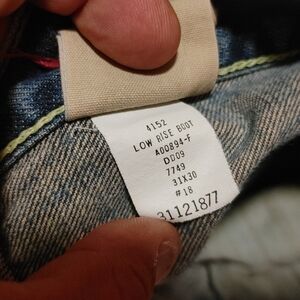 4152
LOW RISE BOOT
A00894-F
DD09
7749
31X30
#18
31121877